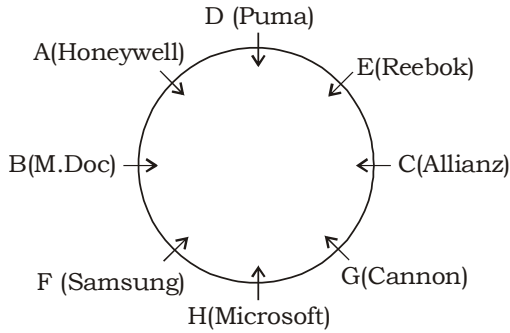 D (Puma)
A(Honeywell)
E(Reebok)
B(M.Doc)
C(Allianz)
F (Samsung)
G(Cannon)
H(Microsoft)